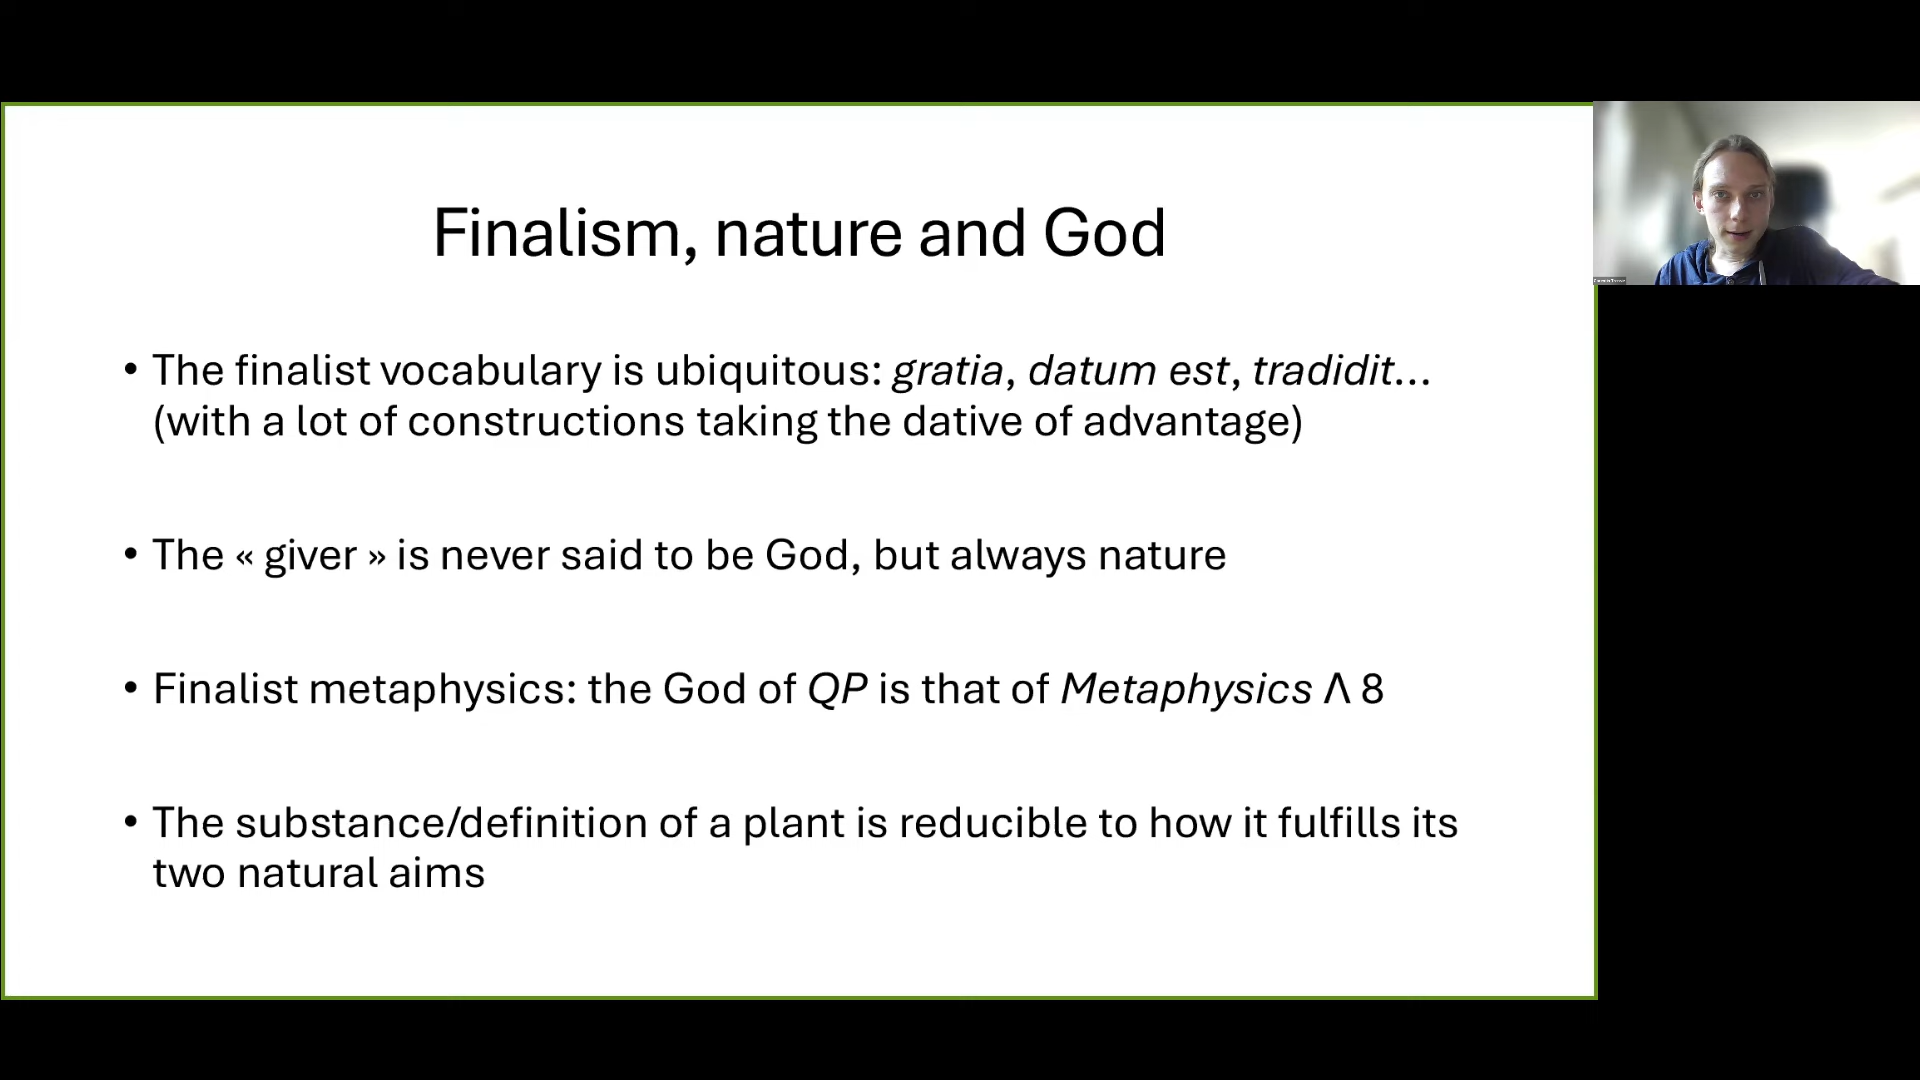 Finalism, nature and God
• The finalist vocabulary is ubiquitous: gratia, datum est, tradidit...
(with a lot of constructions taking the dative of advantage)
• The « giver » is never said to be God, but always nature
• Finalist metaphysics: the God of QP is that of Metaphysics Λ 8
• The substance/definition of a plant is reducible to how it fulfills its
two natural aims